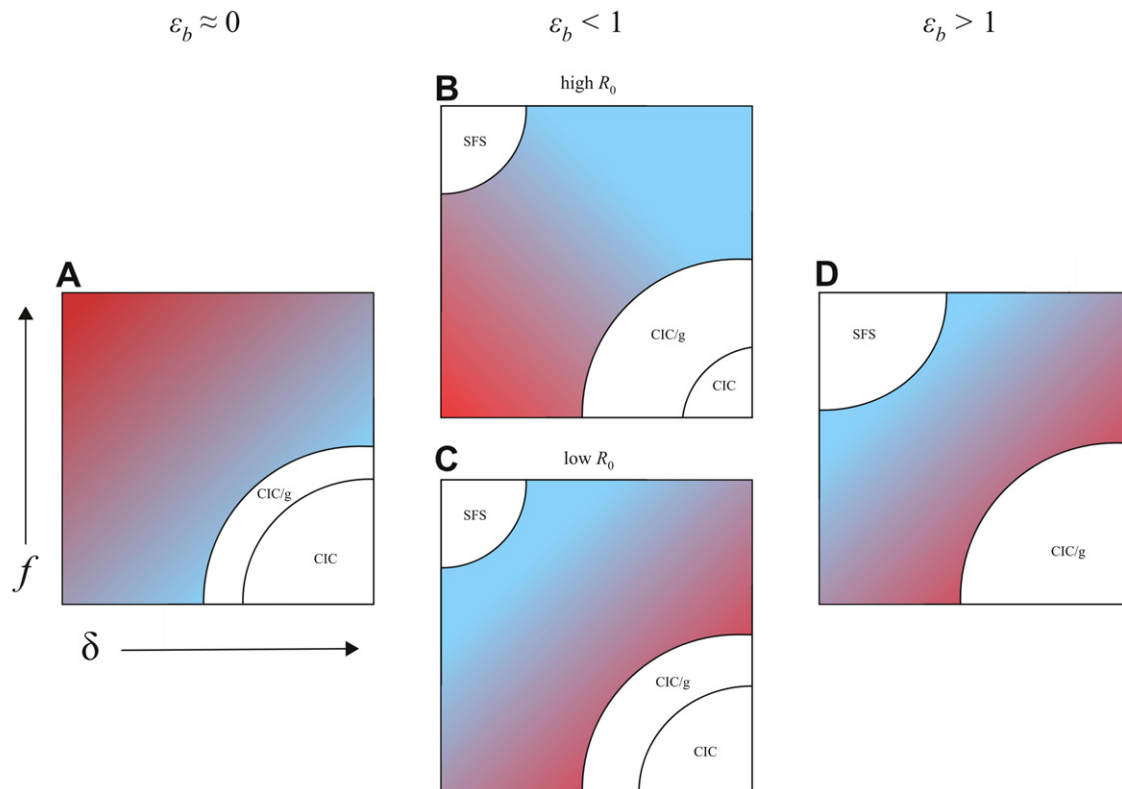 ε_b ≈ 0
ε_b < 1
ε_b > 1
B
high R_0
SFS
CIC/g
CIC
A
CIC/g
CIC
f
δ
C
low R_0
SFS
CIC/g
CIC
D
SFS
CIC/g